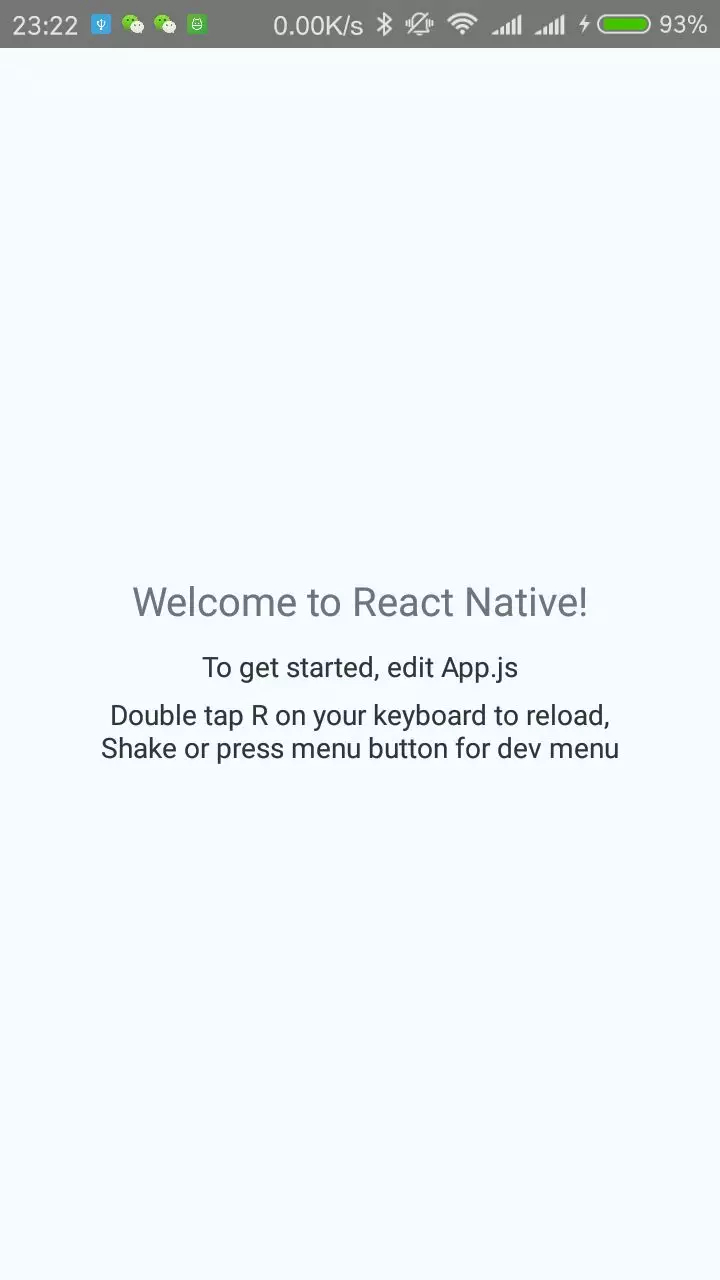 23:22 0.00K/s 93%
Welcome to React Native!
To get started, edit App.js
Double tap R on your keyboard to reload,
Shake or press menu button for dev menu